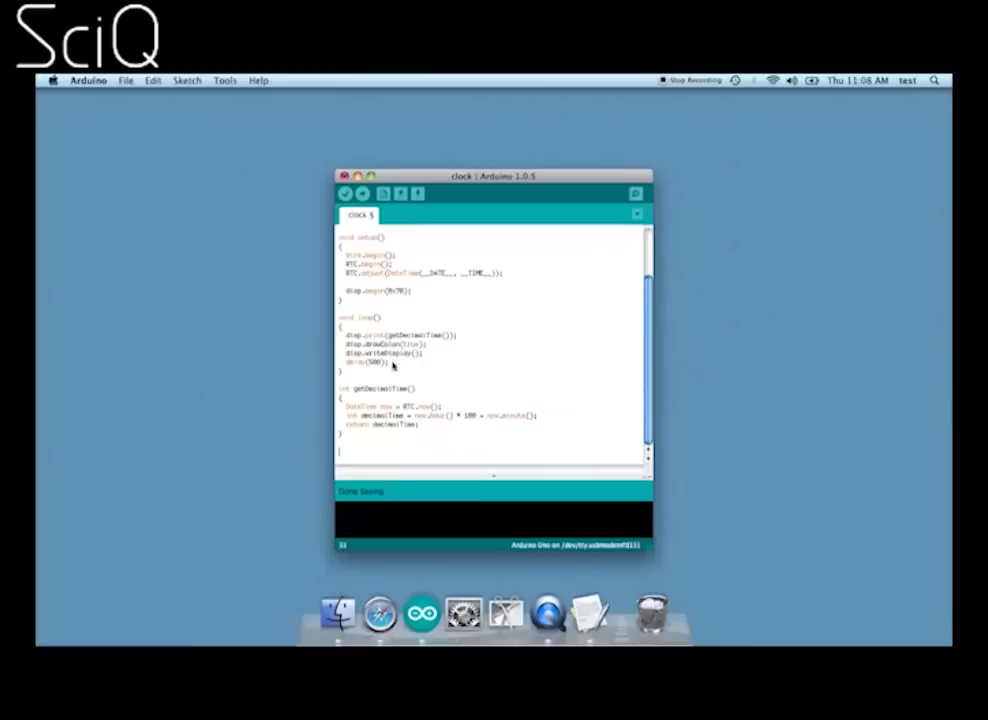 SciQ
Arduino File Edit Sketch Tools Help Stop Recording Thu 11:08 AM test
clock | Arduino 1.0.5
clock §
void setup()
{
Wire.begin();
RTC.begin();
RTC.adjust(DateTime(__DATE__, __TIME__));
disp.begin(0x70);
}
void loop()
{
disp.print(getDecimalTime());
disp.drawColon(true);
disp.writeDisplay();
delay(500);
}
int getDecimalTime()
{
DateTime now = RTC.now();
int decimalTime = now.hour() * 100 + now.minute();
return decimalTime;
}
Done Saving.
33 Arduino Uno on /dev/tty.usbmodemfd131